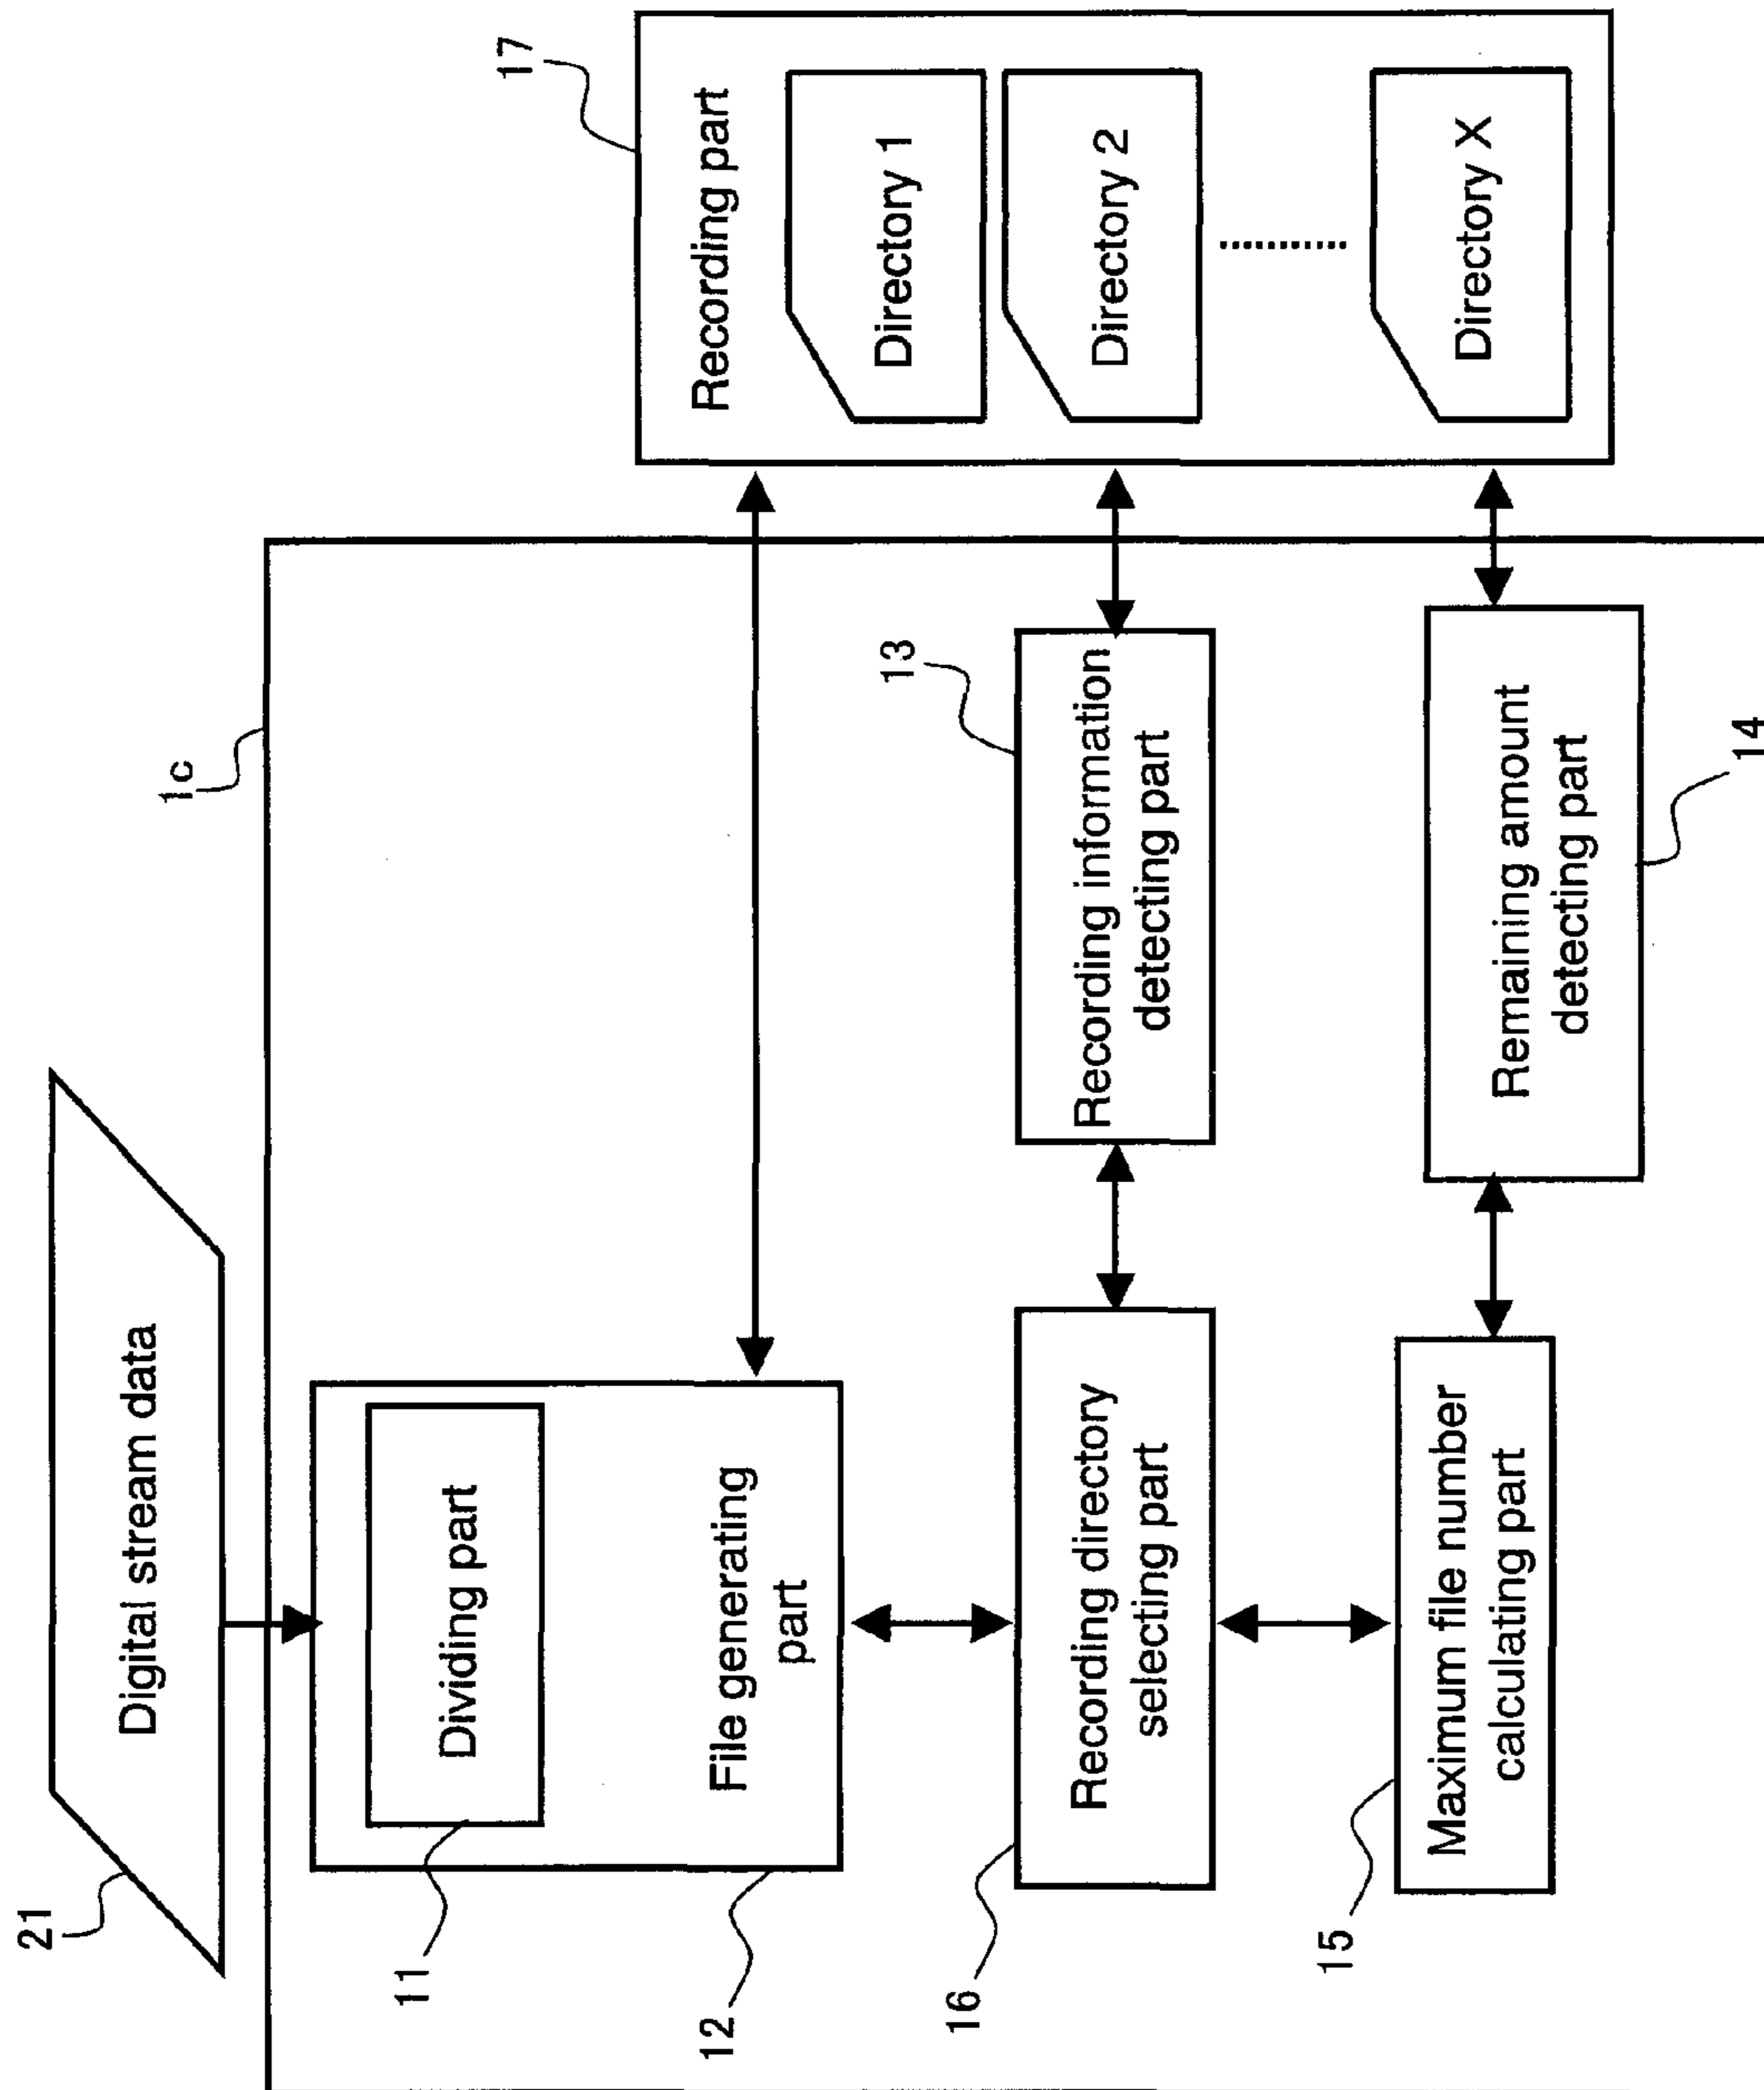 21
Digital stream data
1c
11
Dividing part
12
File generating
part
17
Recording part
Directory 1
Directory 2
Directory X
16
Recording directory
selecting part
13
Recording information
detecting part
15
Maximum file number
calculating part
Remaining amount
detecting part
14